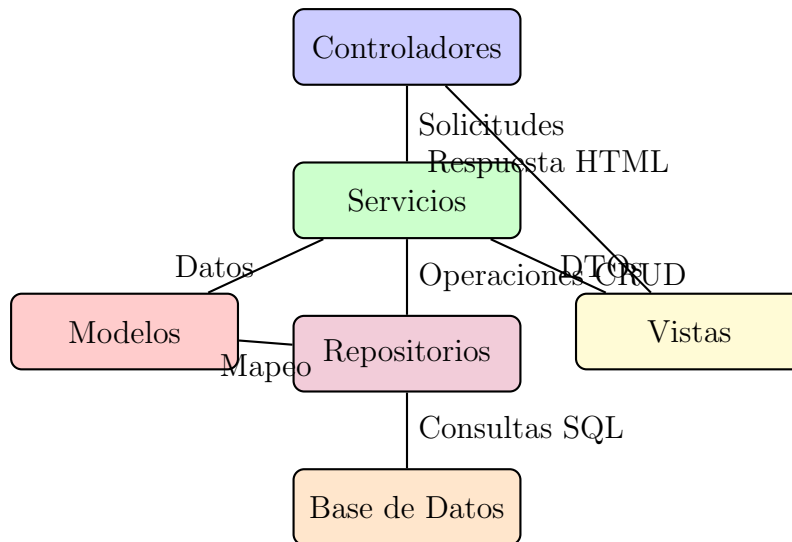 Controladores
Solicitudes
Respuesta HTML
Servicios
Datos
Operaciones CRUD
DTOs
Modelos
Repositorios
Vistas
Mapeo
Consultas SQL
Base de Datos